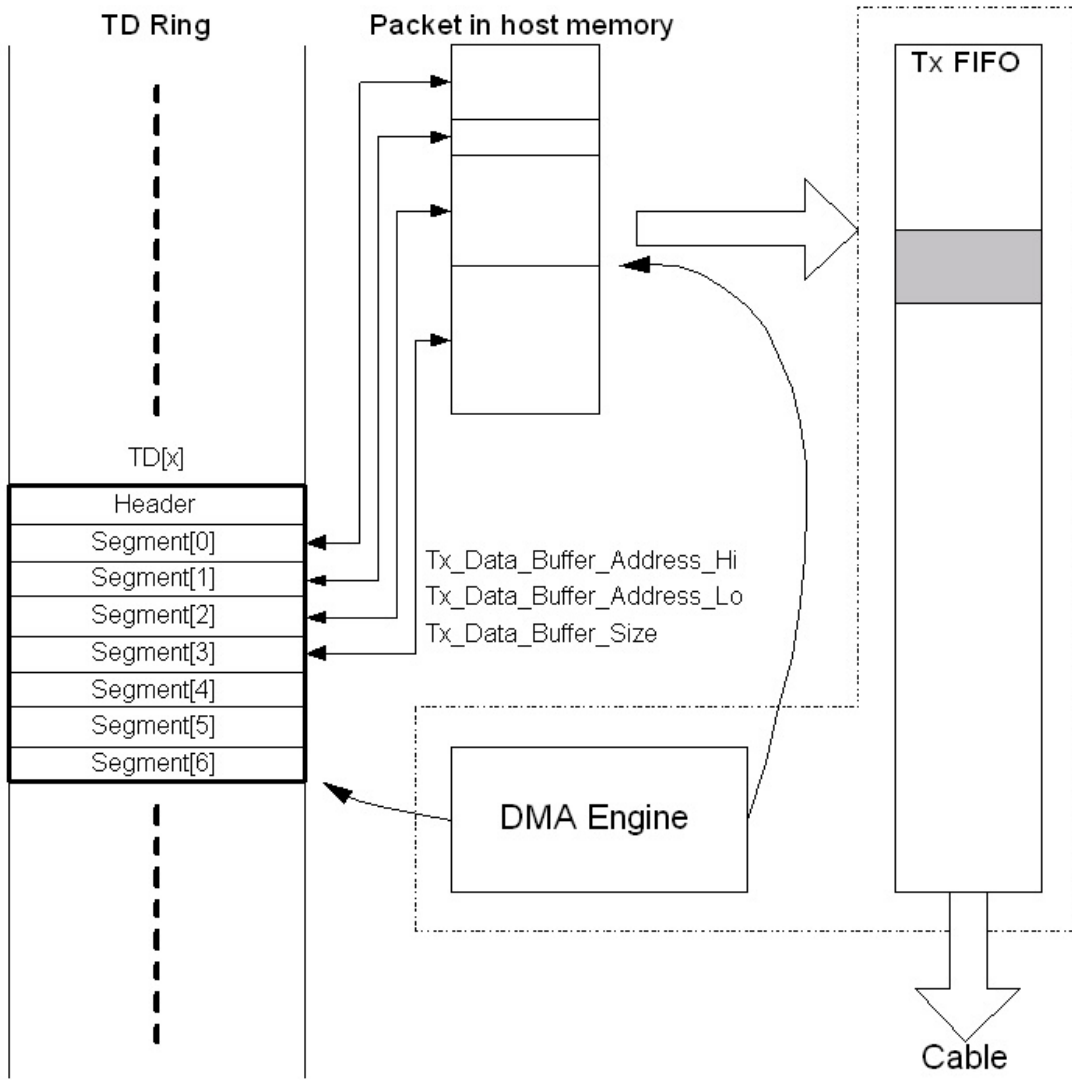 TD Ring
Packet in host memory
Tx FIFO
TD[x]
Header
Segment[0]
Segment[1]
Segment[2]
Segment[3]
Segment[4]
Segment[5]
Segment[6]
Tx_Data_Buffer_Address_Hi
Tx_Data_Buffer_Address_Lo
Tx_Data_Buffer_Size
DMA Engine
Cable